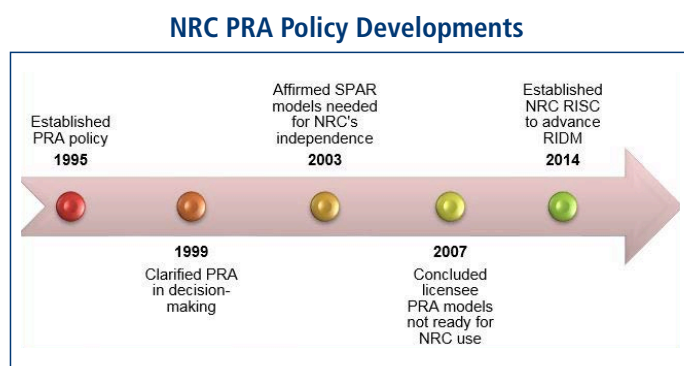 NRC PRA Policy Developments
Established
PRA policy
1995
Affirmed SPAR
models needed
for NRC's
independence
2003
Established
NRC RISC
to advance
RIDM
2014
1999
Clarified PRA
in decision-
making
2007
Concluded
licensee
PRA models
not ready for
NRC use